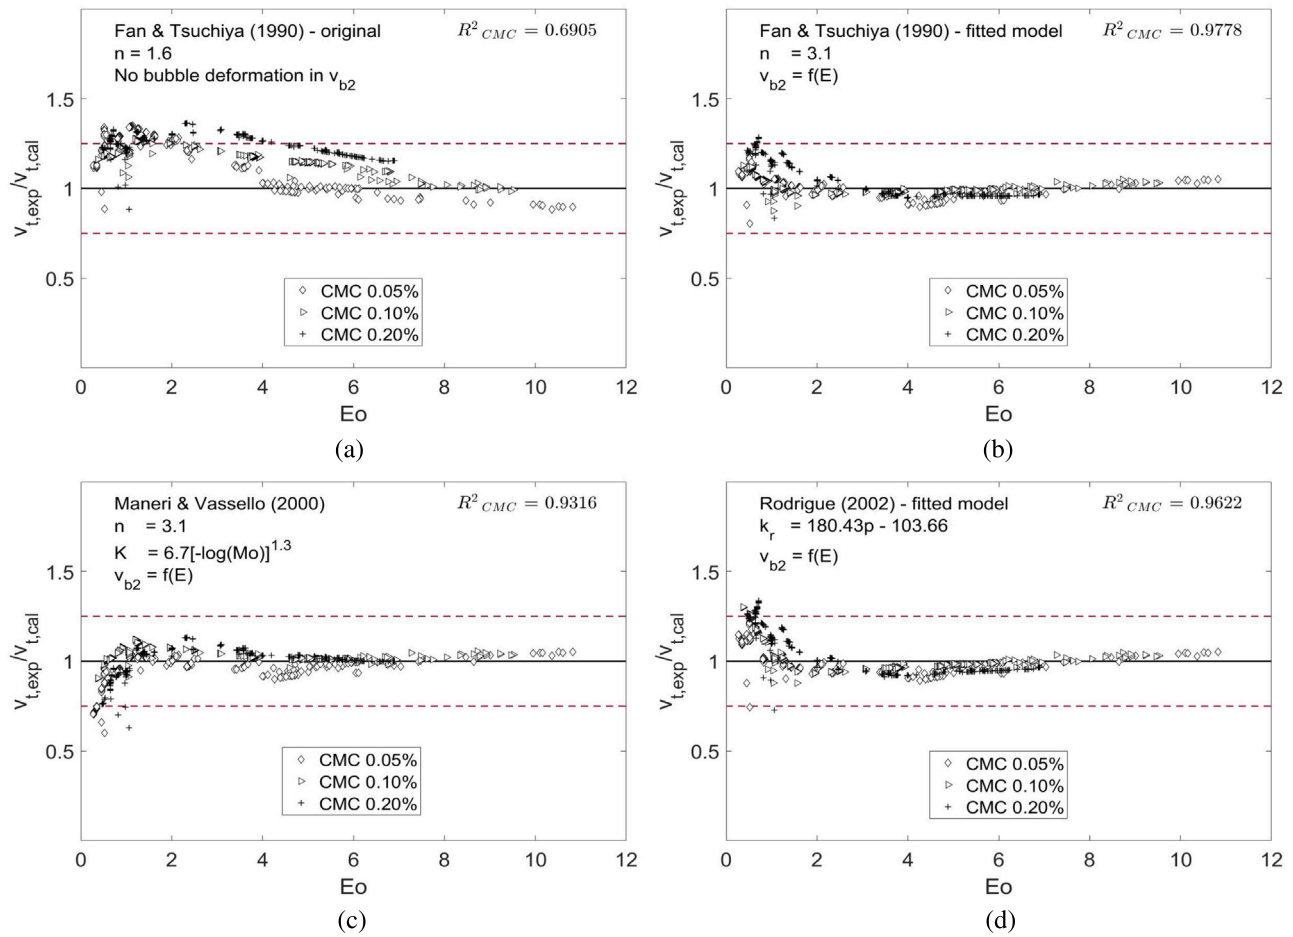 Fan & Tsuchiya (1990) - original
R² CMC = 0.6905
n = 1.6
No bubble deformation in v_b2
1.5
1
0.5
v_t,exp/v_t,cal
CMC 0.05%
CMC 0.10%
CMC 0.20%
0 2 4 6 8 10 12
Eo
(a)
Fan & Tsuchiya (1990) - fitted model
R² CMC = 0.9778
n = 3.1
v_b2 = f(E)
1.5
1
0.5
v_t,exp/v_t,cal
CMC 0.05%
CMC 0.10%
CMC 0.20%
0 2 4 6 8 10 12
Eo
(b)
Maneri & Vassello (2000)
R² CMC = 0.9316
n = 3.1
K = 6.7[-log(Mo)]^1.3
v_b2 = f(E)
1.5
1
0.5
v_t,exp/v_t,cal
CMC 0.05%
CMC 0.10%
CMC 0.20%
0 2 4 6 8 10 12
Eo
(c)
Rodrigue (2002) - fitted model
R² CMC = 0.9622
k_r = 180.43p - 103.66
v_b2 = f(E)
1.5
1
0.5
v_t,exp/v_t,cal
CMC 0.05%
CMC 0.10%
CMC 0.20%
0 2 4 6 8 10 12
Eo
(d)